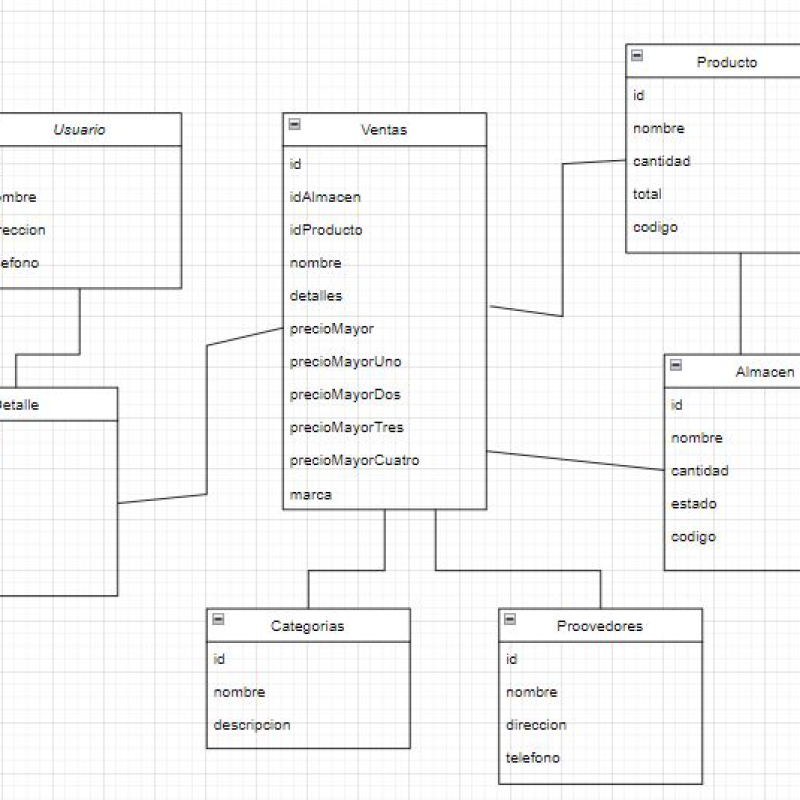 Usuario
ombre
reccion
efono
etalle
Ventas
id
idAlmacen
idProducto
nombre
detalles
precioMayor
precioMayorUno
precioMayorDos
precioMayorTres
precioMayorCuatro
marca
Producto
id
nombre
cantidad
total
codigo
Almacen
id
nombre
cantidad
estado
codigo
Categorias
id
nombre
descripcion
Proovedores
id
nombre
direccion
telefono